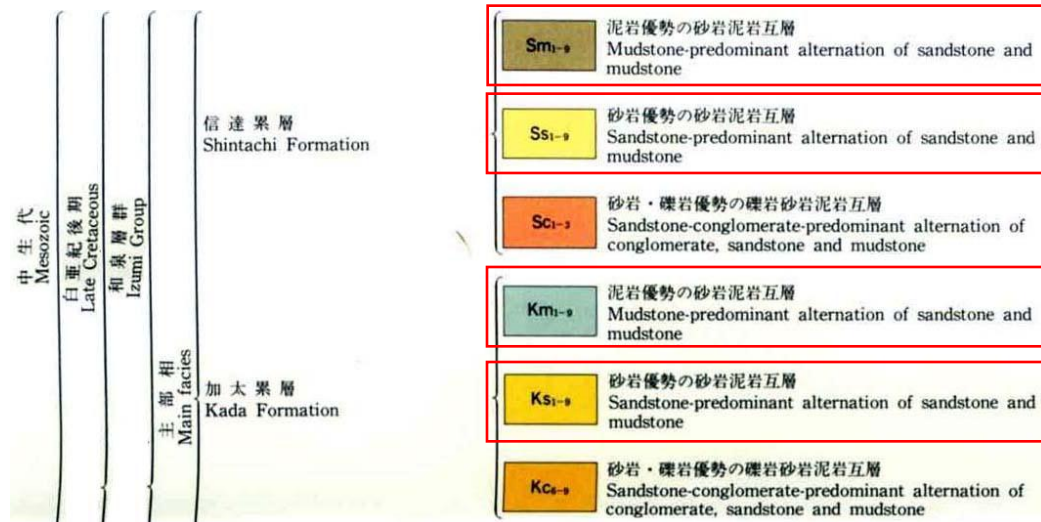 中生代
Mesozoic
白亜紀後期
Late Cretaceous
和泉層群
Izumi Group
主部相
Main facies
信達累層
Shintachi Formation
Sm1-9
泥岩優勢の砂岩泥岩互層
Mudstone-predominant alternation of sandstone and
mudstone
Ss1-9
砂岩優勢の砂岩泥岩互層
Sandstone-predominant alternation of sandstone and
mudstone
Sc1-3
砂岩・礫岩優勢の礫岩砂岩泥岩互層
Sandstone-conglomerate-predominant alternation of
conglomerate, sandstone and mudstone
加太累層
Kada Formation
Km1-9
泥岩優勢の砂岩泥岩互層
Mudstone-predominant alternation of sandstone and
mudstone
Ks1-9
砂岩優勢の砂岩泥岩互層
Sandstone-predominant alternation of sandstone and
mudstone
Kc6-9
砂岩・礫岩優勢の礫岩砂岩泥岩互層
Sandstone-conglomerate-predominant alternation of
conglomerate, sandstone and mudstone